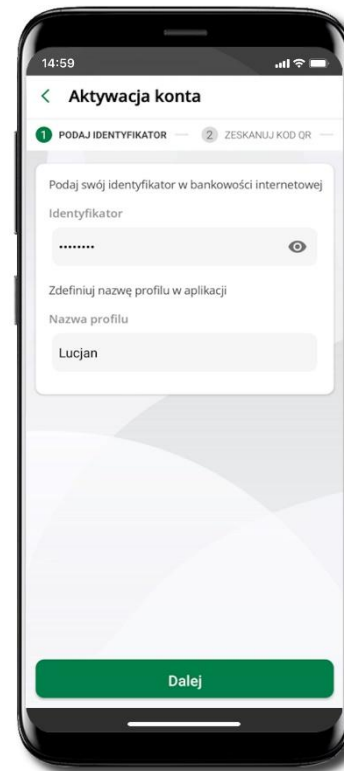 14:59
Aktywacja konta
1 PODAJ IDENTYFIKATOR 2 ZESKANUJ KOD QR
Podaj swój identyfikator w bankowości internetowej
Identyfikator
••••••••
Zdefiniuj nazwę profilu w aplikacji
Nazwa profilu
Lucjan
Dalej